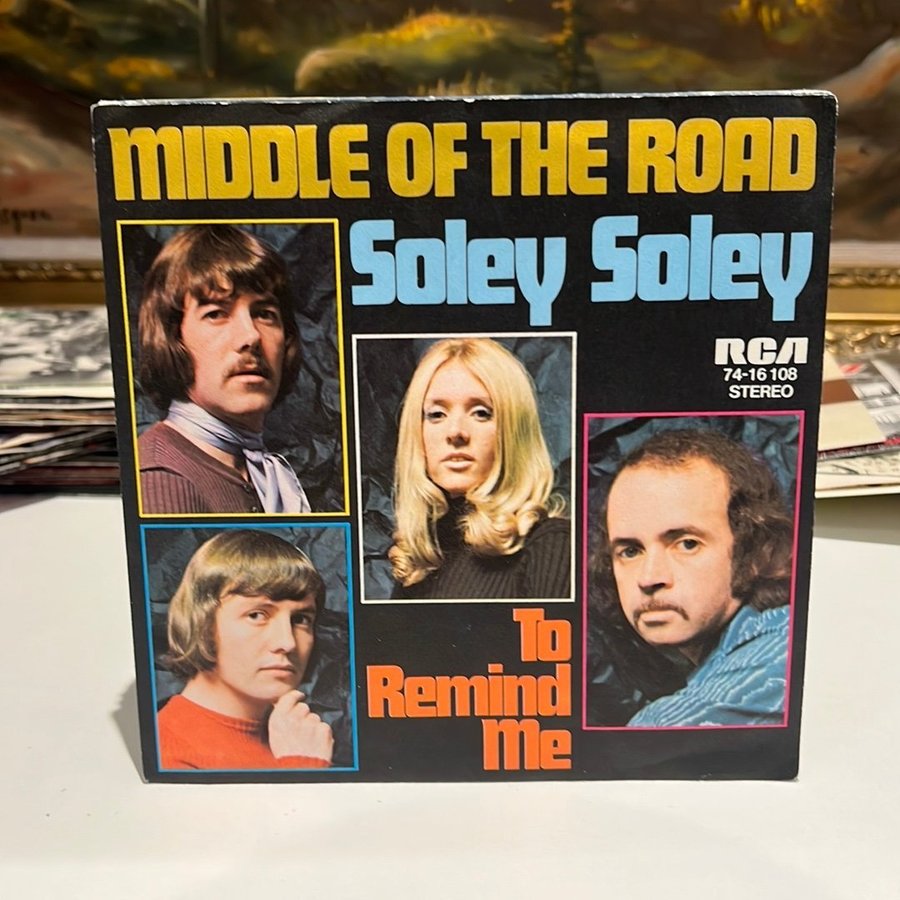 MIDDLE OF THE ROAD
Soley Soley
RCA
74-16 108
STEREO
To
Remind
Me